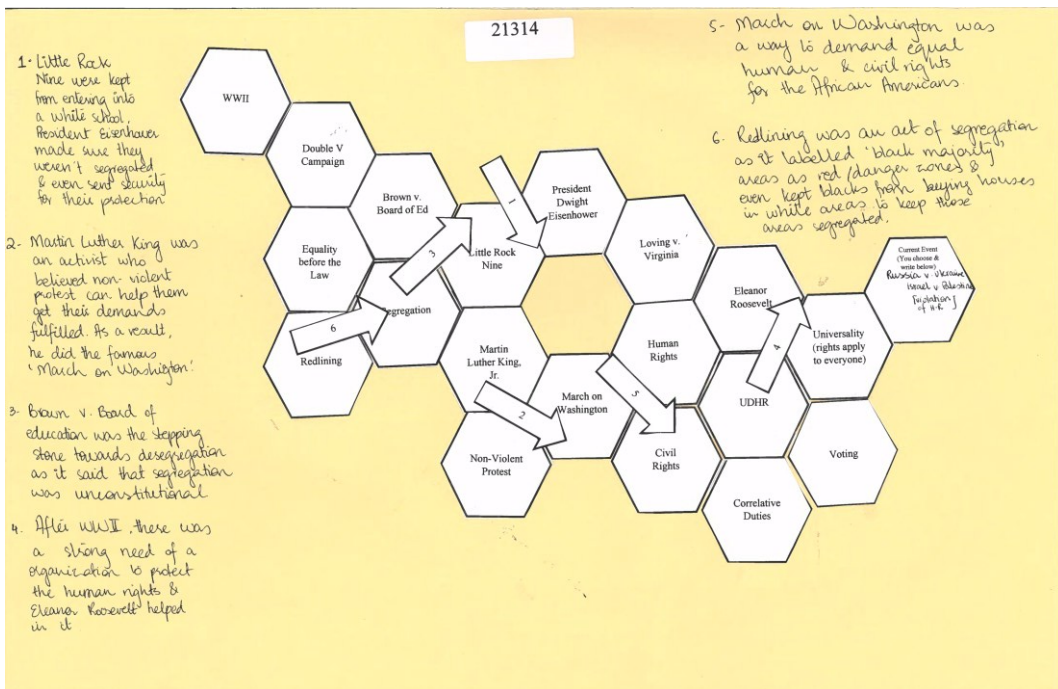 21314
1. Little Rock
Nine were kept
from entering into
a white school,
President Eisenhower
made sure they
weren't segregated
& even sent security
for their protection
2- Martin Luther King was
an activist who
believed non-violent
protest can help them
get their demands
fulfilled. As a result,
he did the famous
'March on Washington'.
3- Brown v. Board of
education was the stepping
stone towards desegregation
as it said that segregation
was unconstitutional
4. After WWII, there was
a strong need of a
organization to protect
the human rights &
Eleanor Roosevelt helped
in it
5- March on Washington was
a way to demand equal
human & civil rights
for the African Americans.
6. Redlining was an act of segregation
as it labelled 'black majority'
areas as red/danger zones &
even kept blacks from buying houses
in white areas to keep those
areas segregated.
WWII
Double V
Campaign
Brown v.
Board of Ed
Equality
before the
Law
Redlining
6
3
egregation
1
Little Rock
Nine
President
Dwight
Eisenhower
Martin
Luther King,
Jr.
2
Non-Violent
Protest
March on
Washington
5
Loving v.
Virginia
Human
Rights
Civil
Rights
Eleanor
Roosevelt
4
UDHR
Correlative
Duties
Universality
(rights apply
to everyone)
Voting
Current Event
(You choose &
write below)
Russia v. Ukraine
Israel v Palestine
[violation
of H.R]